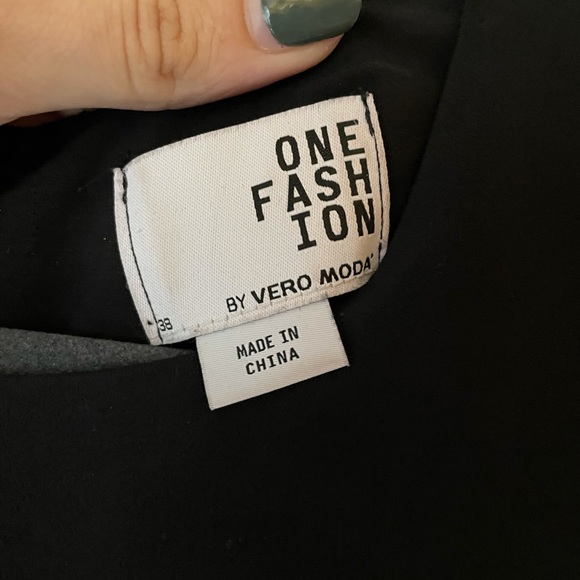 ONE
FASH
ION
BY VERO MODA
38
MADE IN
CHINA